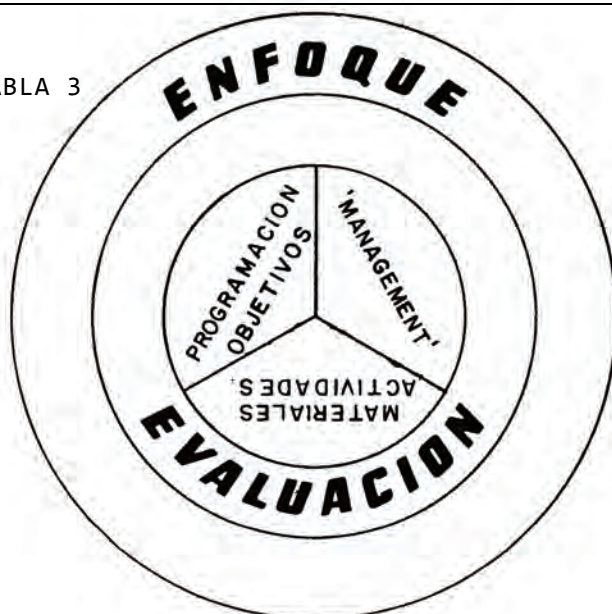 ABLA 3
ENFOQUE
PROGRAMACION
OBJETIVOS
'MANAGEMENT'
MATERIALES
ACTIVIDADES.
EVALUACION